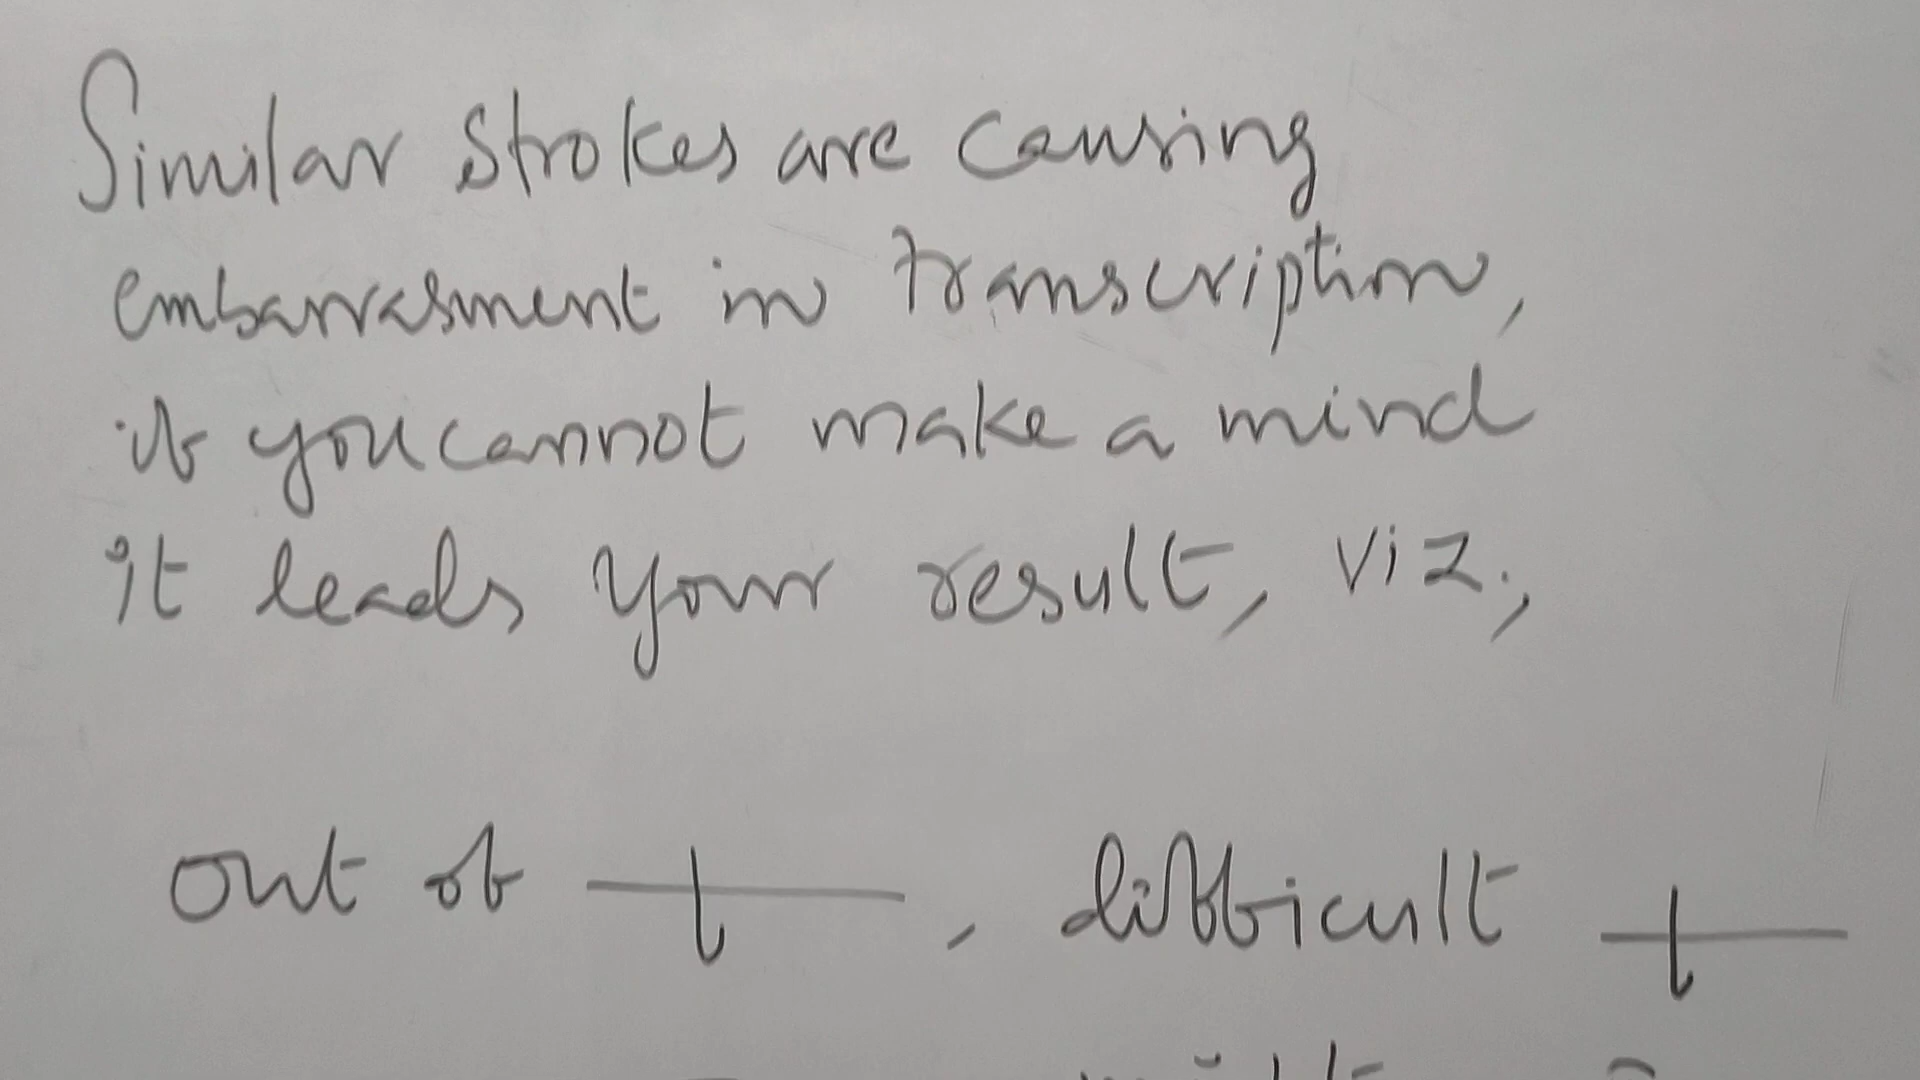 Similar strokes are causing
embarrasment in transcription,
if you cannot make a mind
it leads your result, viz.,
out of , difficult